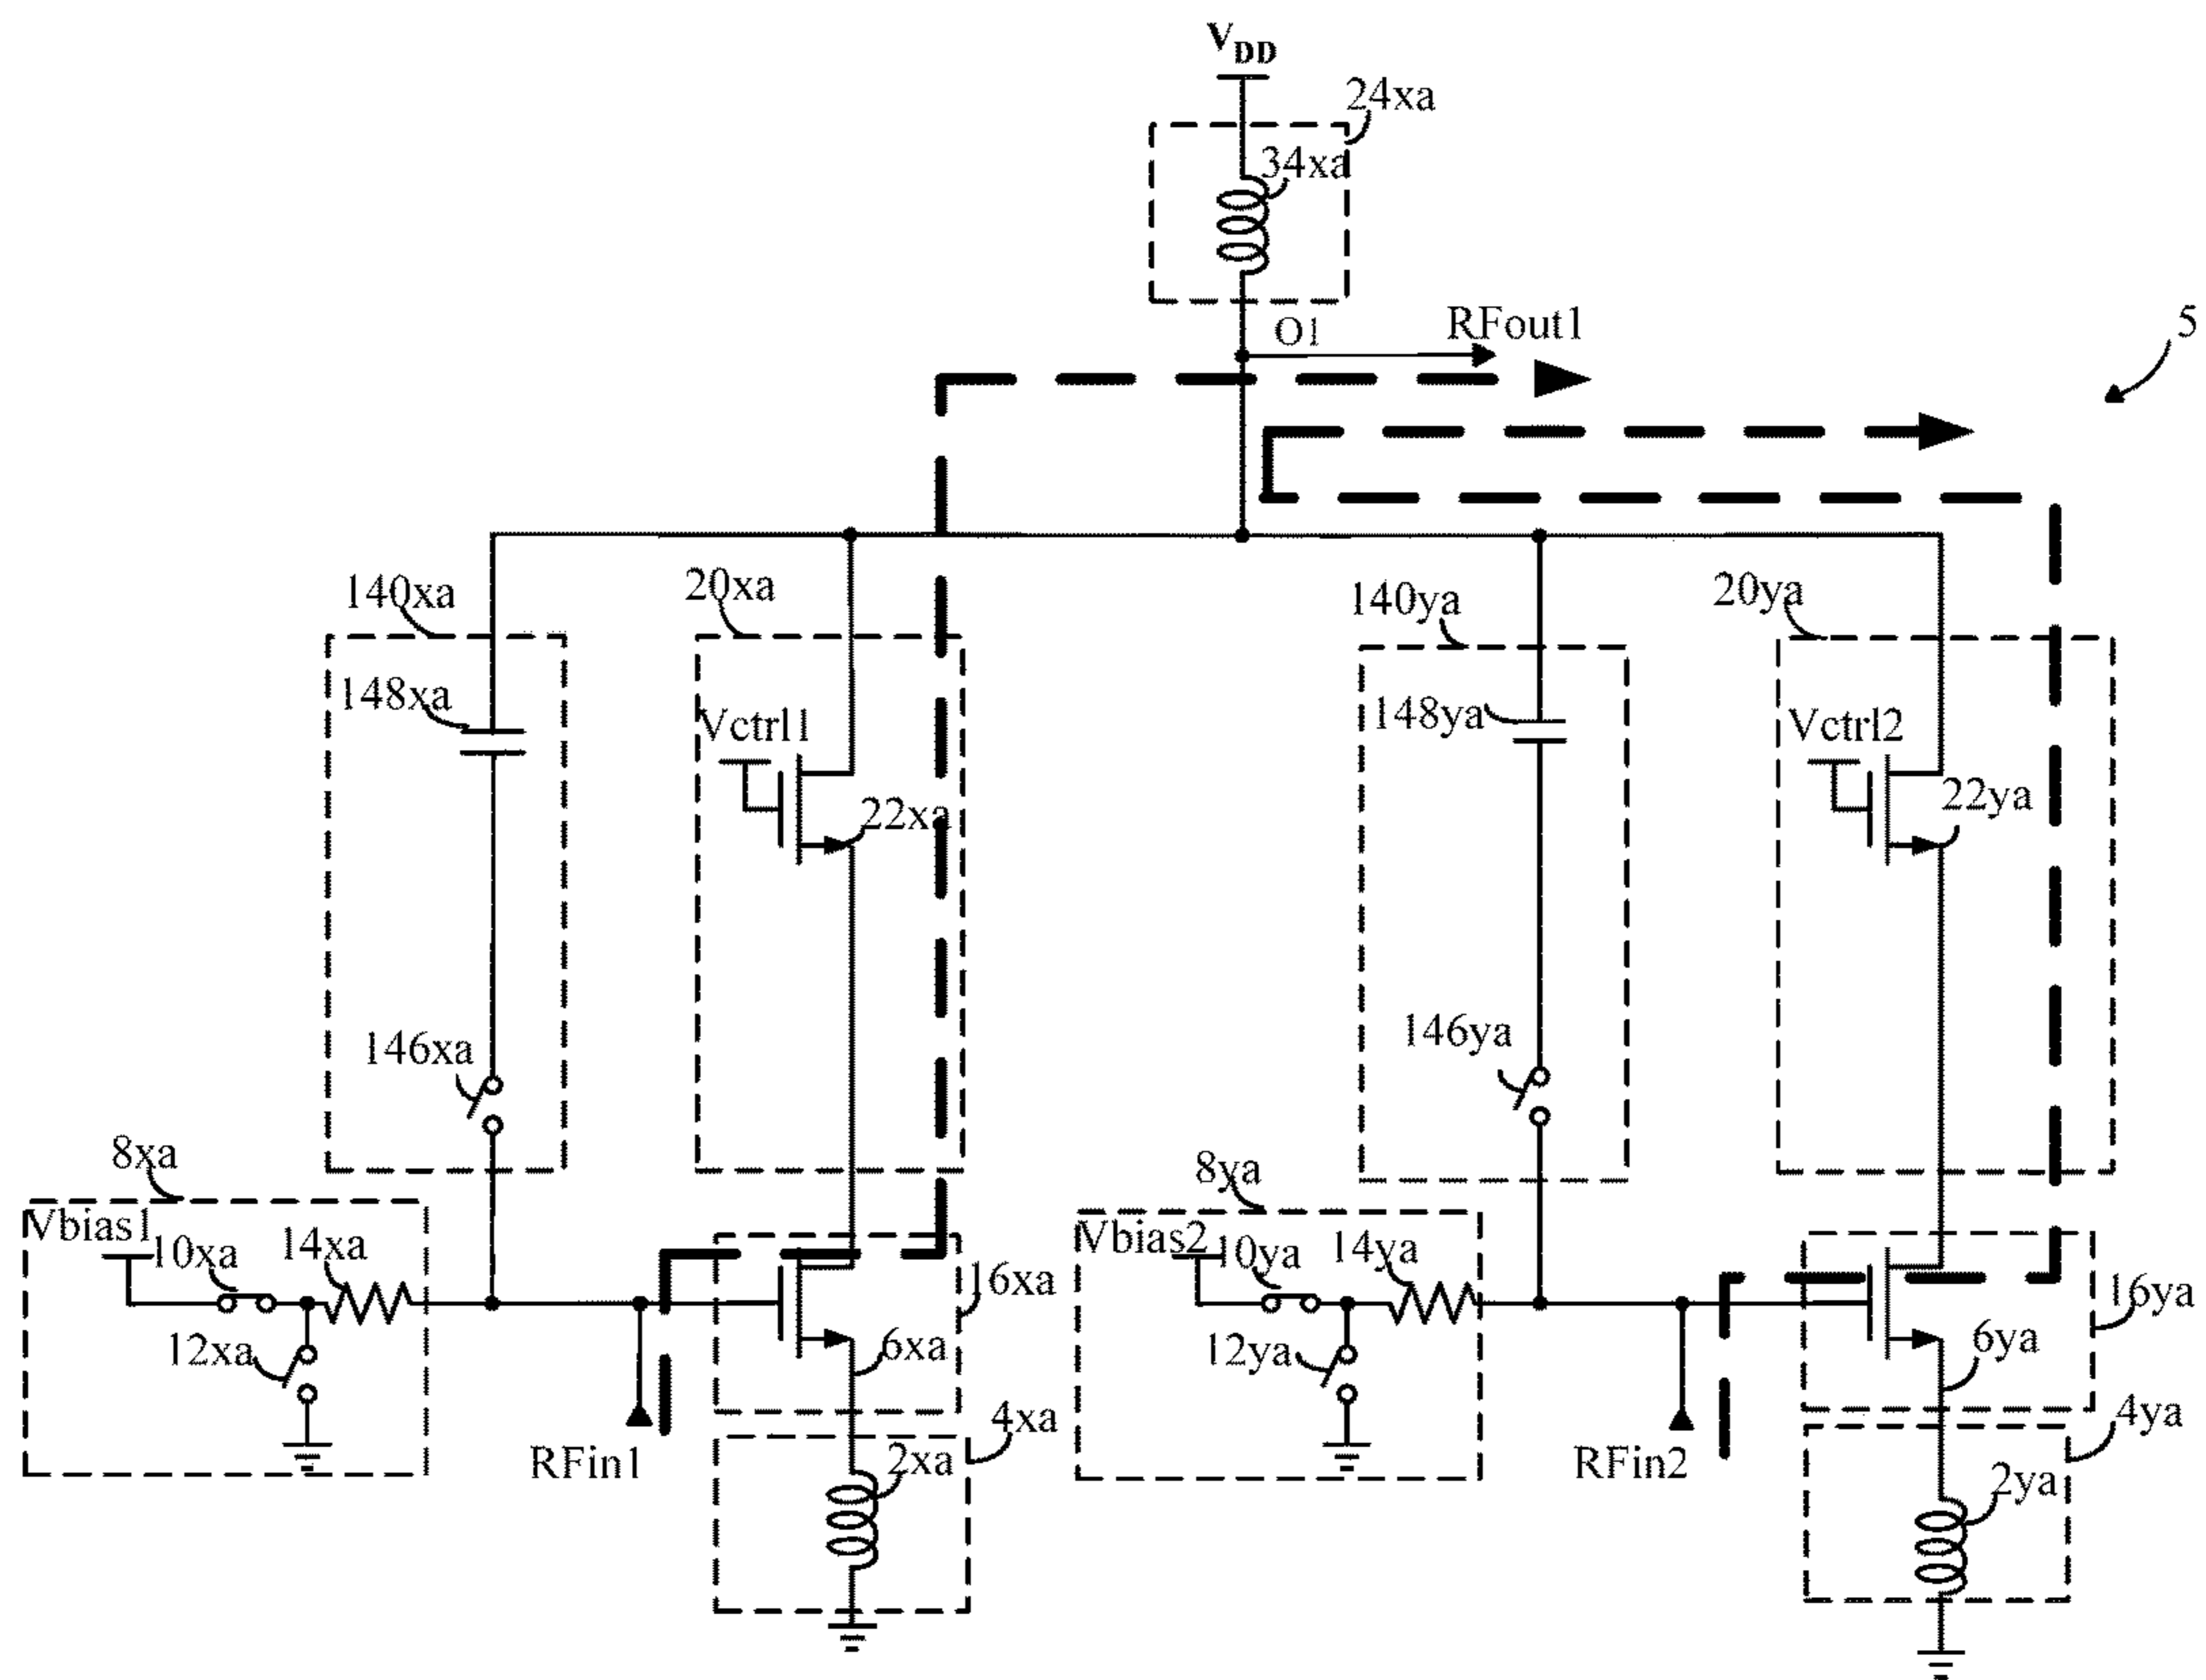 VDD
24xa
34xa
O1
RFout1
5
140xa
20xa
140ya
20ya
148xa
Vctrl1
148ya
Vctrl2
22xa
22ya
146xa
146ya
8xa
8ya
Vbias1
10xa
14xa
Vbias2
10ya
14ya
16xa
16ya
12xa
6xa
12ya
6ya
4xa
4ya
RFin1
2xa
RFin2
2ya